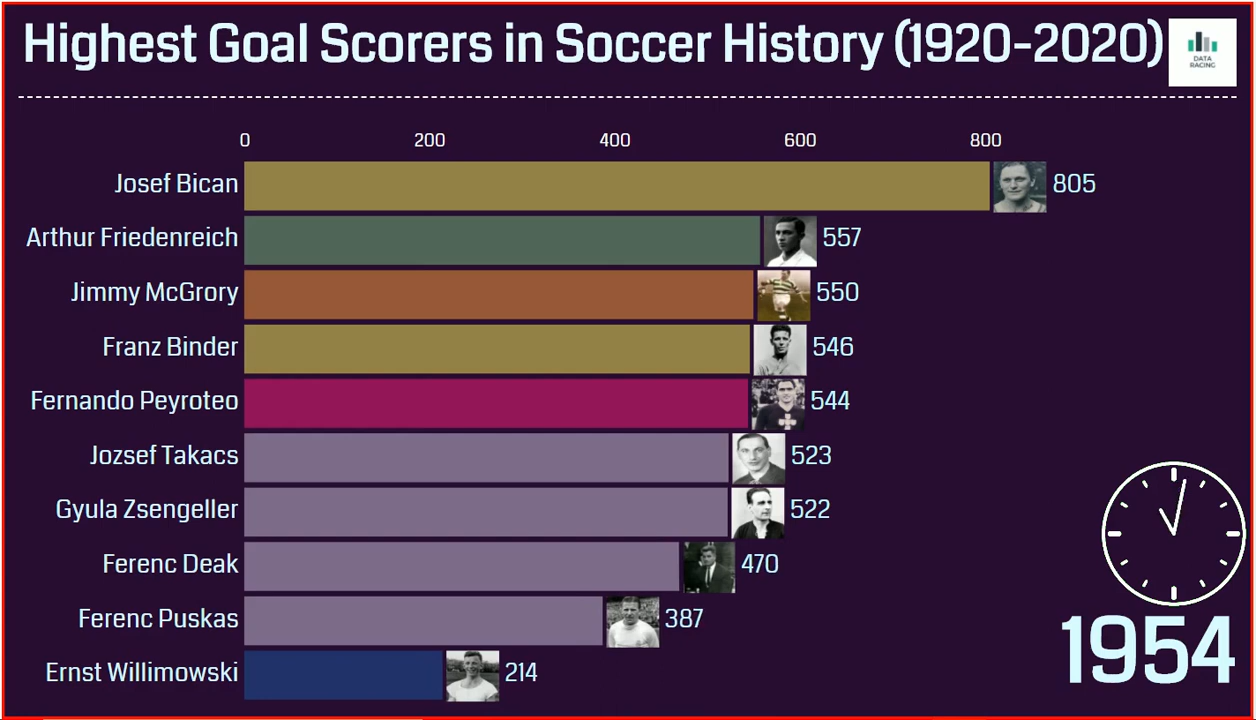 Highest Goal Scorers in Soccer History (1920-2020)
DATA
RACING
0 200 400 600 800
Josef Bican 805
Arthur Friedenreich 557
Jimmy McGrory 550
Franz Binder 546
Fernando Peyroteo 544
Jozsef Takacs 523
Gyula Zsengeller 522
Ferenc Deak 470
Ferenc Puskas 387
Ernst Willimowski 214
1954